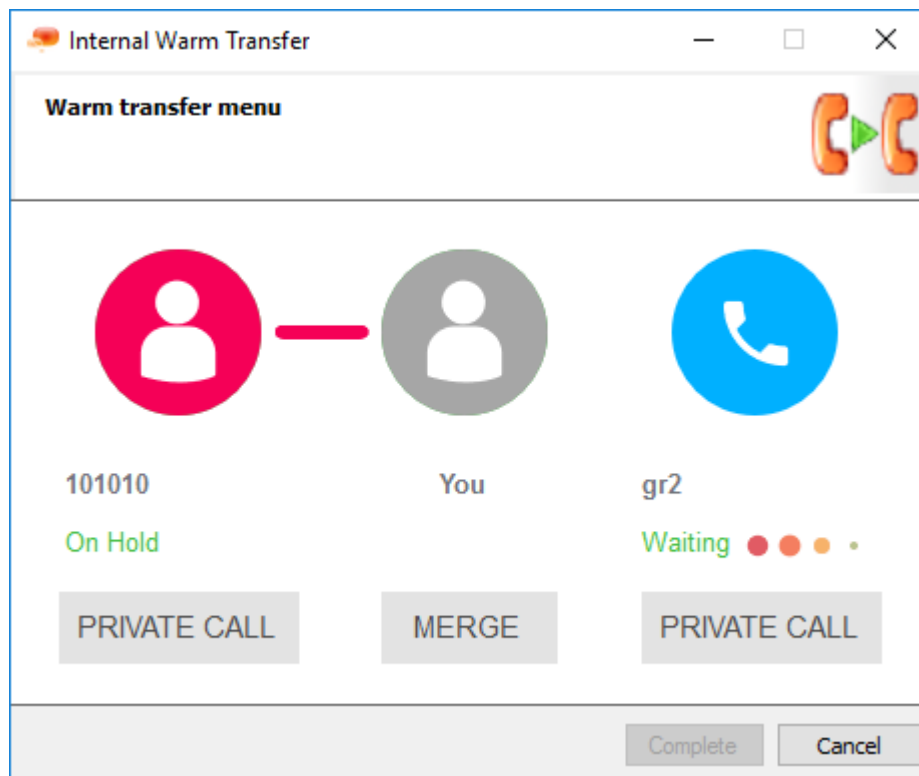 Internal Warm Transfer
Warm transfer menu
101010
You
gr2
On Hold
Waiting
PRIVATE CALL
MERGE
PRIVATE CALL
Complete
Cancel